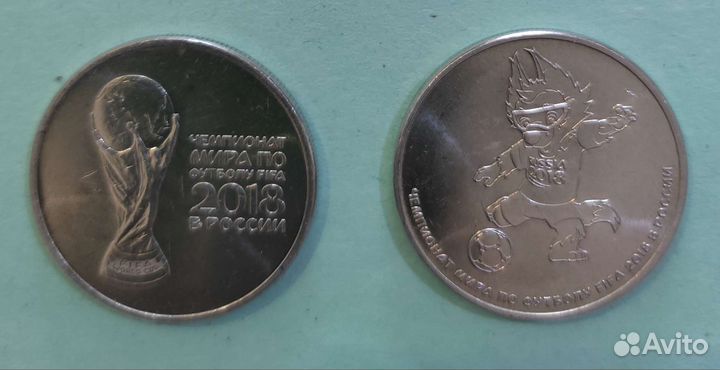 ЧЕМПИОНАТ
МИРА ПО
ФУТБОЛУ FIFA
2018
В РОССИИ
RUSSIA
2018
ЧЕМПИОНАТ МИРА ПО ФУТБОЛУ FIFA 2018 В РОССИИ
Avito